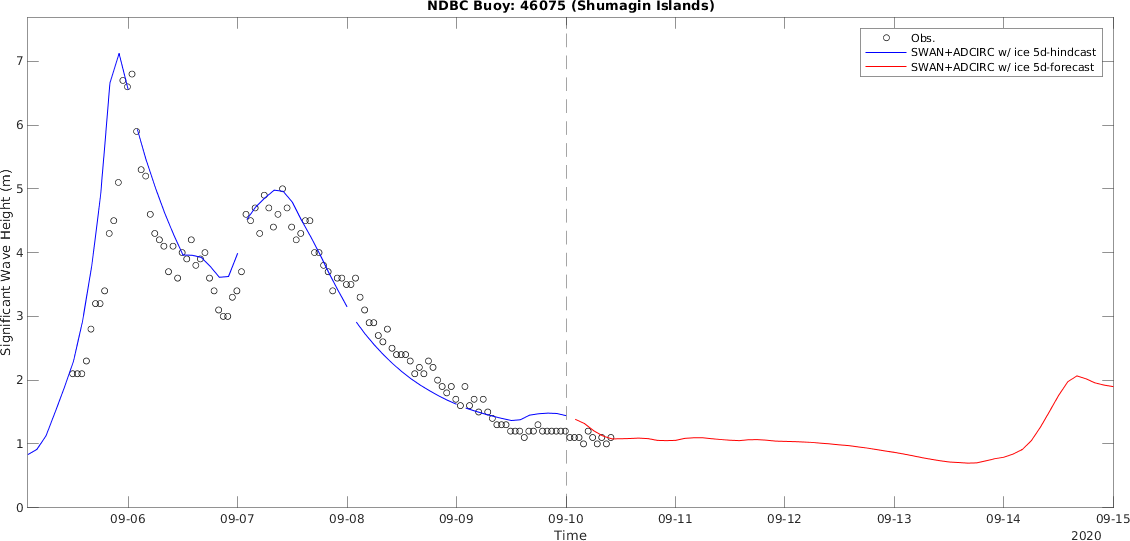 NDBC Buoy: 46075 (Shumagin Islands)
Obs.
SWAN+ADCIRC w/ ice 5d-hindcast
SWAN+ADCIRC w/ ice 5d-forecast
Significant Wave Height (m)
7
6
5
4
3
2
1
0
09-06 09-07 09-08 09-09 09-10 09-11 09-12 09-13 09-14 09-15
Time
2020